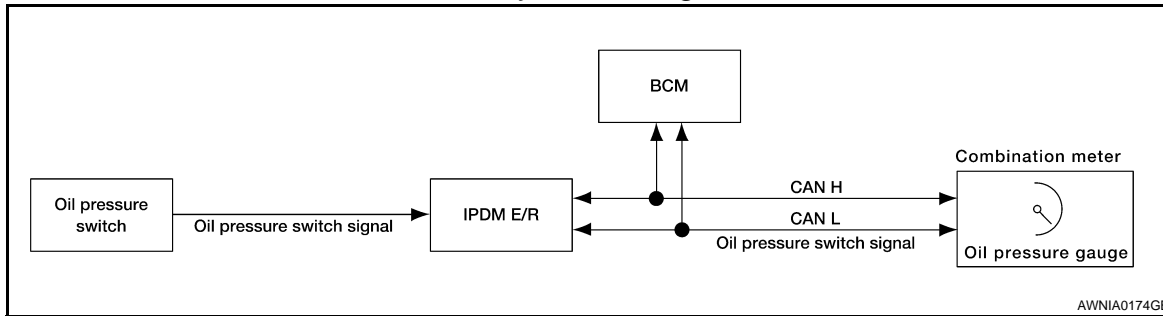 BCM
Combination meter
Oil pressure
switch
Oil pressure switch signal
IPDM E/R
CAN H
CAN L
Oil pressure switch signal
Oil pressure gauge